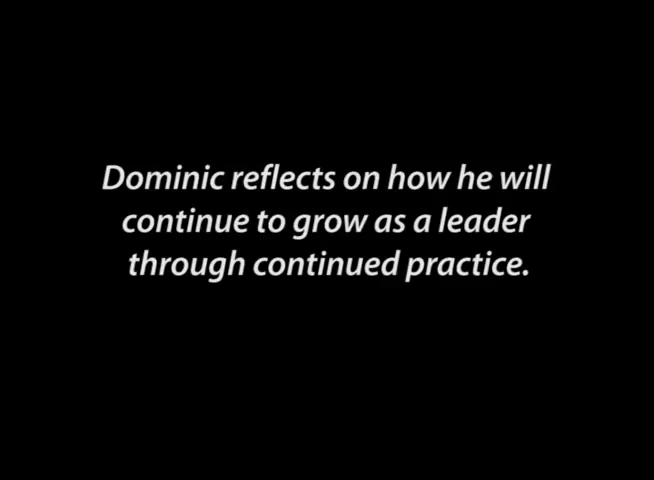 Dominic reflects on how he will
continue to grow as a leader
through continued practice.